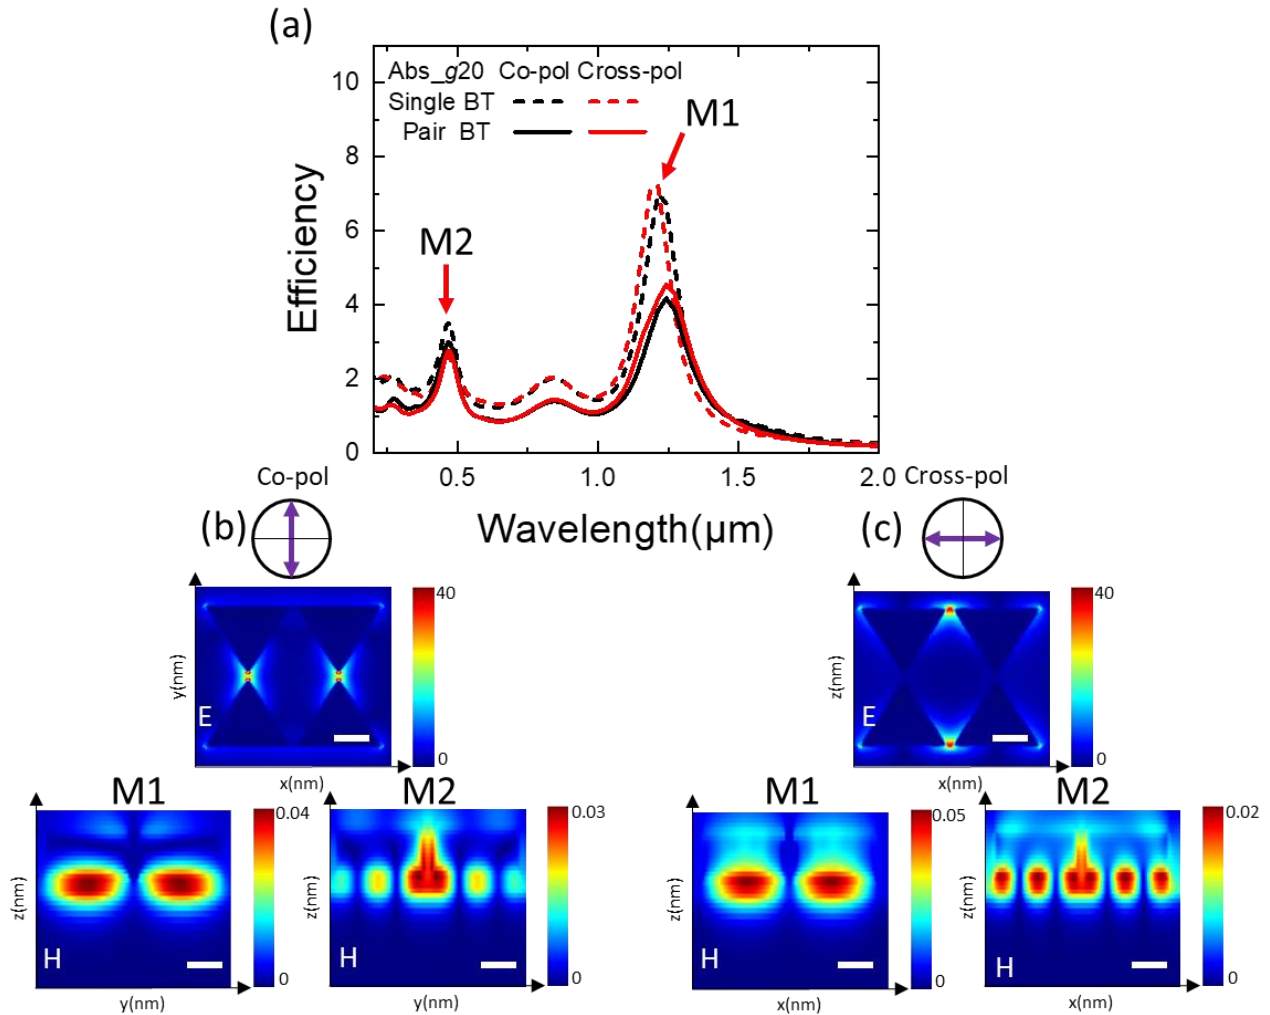 (a)
Abs_g20 Co-pol Cross-pol
Single BT
Pair BT
M1
M2
10
8
6
4
2
0
Efficiency
0.5 1.0 1.5 2.0
Wavelength(μm)
Co-pol
(b)
40
0
y(nm)
E
x(nm)
Cross-pol
(c)
40
0
z(nm)
E
x(nm)
M1
0.04
0
z(nm)
H
y(nm)
M2
0.03
0
z(nm)
H
y(nm)
M1
0.05
0
z(nm)
H
x(nm)
M2
0.02
0
z(nm)
H
x(nm)